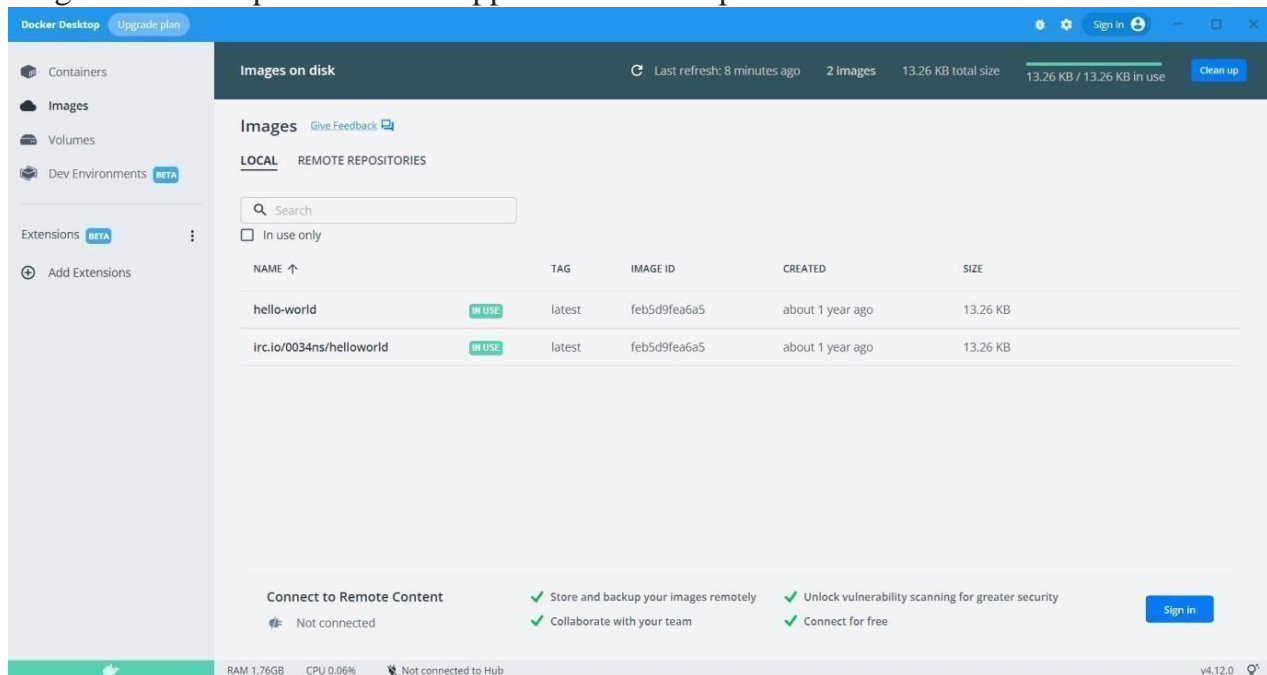 Docker Desktop Upgrade plan Sign in
Containers
Images
Volumes
Dev Environments BETA
Extensions BETA
Add Extensions
Images on disk Last refresh: 8 minutes ago 2 images 13.26 KB total size 13.26 KB / 13.26 KB in use Clean up
Images Give Feedback
LOCAL REMOTE REPOSITORIES
Search
In use only
NAME TAG IMAGE ID CREATED SIZE
hello-world IN USE latest feb5d9fea6a5 about 1 year ago 13.26 KB
irc.io/0034ns/helloworld IN USE latest feb5d9fea6a5 about 1 year ago 13.26 KB
Connect to Remote Content
Not connected
Store and backup your images remotely
Collaborate with your team
Unlock vulnerability scanning for greater security
Connect for free
Sign in
RAM 1.76GB CPU 0.06% Not connected to Hub v4.12.0